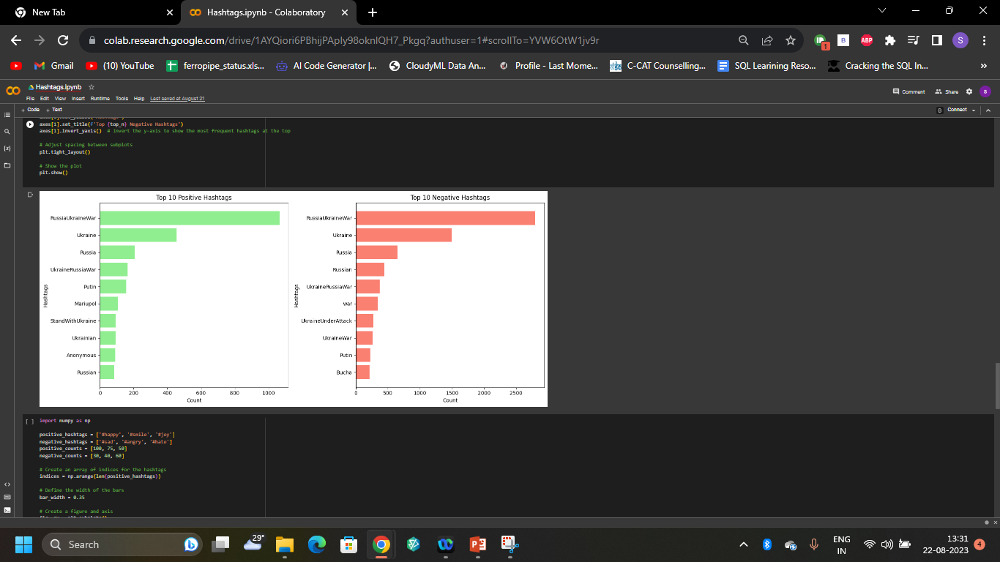 New Tab
Hashtags.ipynb - Colaboratory
colab.research.google.com/drive/1AYQiori6PBhijPAply98oknlQH7_Pkgq?authuser=1#scrollTo=YVW6OtW1jv9r
1
B
ABP
S
Gmail
(10) YouTube
ferropipe_status.xls...
AI Code Generator |...
CloudyML Data An...
Profile - Last Mome...
C-CAT Counselling...
SQL Learining Reso...
Cracking the SQL In...
»
Hashtags.ipynb
File Edit View Insert Runtime Tools Help Last saved at August 21
Comment
Share
S
+ Code + Text
Connect
axes[1].set_title(f'Top {top_n} Negative Hashtags')
axes[1].invert_yaxis() # Invert the y-axis to show the most frequent hashtags at the top
# Adjust spacing between subplots
plt.tight_layout()
# Show the plot
plt.show()
Top 10 Positive Hashtags
RussiaUkraineWar
Ukraine
Russia
UkraineRussiaWar
Putin
Mariupol
StandWithUkraine
Ukrainian
Anonymous
Russian
Hashtags
0 200 400 600 800 1000
Count
Top 10 Negative Hashtags
RussiaUkraineWar
Ukraine
Russia
Russian
UkraineRussiaWar
war
UkraineUnderAttack
UkraineWar
Putin
Bucha
Hashtags
0 500 1000 1500 2000 2500
Count
[ ] import numpy as np
positive_hashtags = ['#happy', '#smile', '#joy']
negative_hashtags = ['#sad', '#angry', '#hate']
positive_counts = [100, 75, 50]
negative_counts = [30, 40, 60]
# Create an array of indices for the hashtags
indices = np.arange(len(positive_hashtags))
# Define the width of the bars
bar_width = 0.35
# Create a figure and axis
Search
29°
ENG
IN
13:31
22-08-2023
4